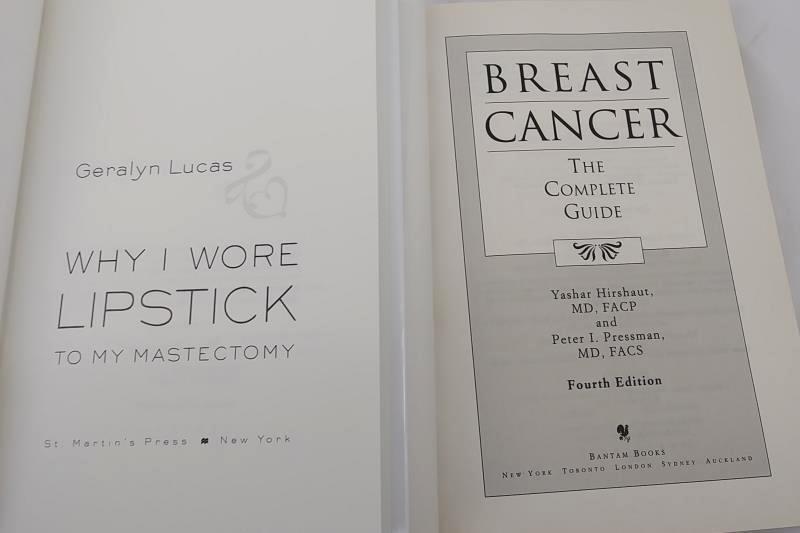 Geralyn Lucas
WHY I WORE
LIPSTICK
TO MY MASTECTOMY
St. Martin's Press New York
BREAST
CANCER
THE
COMPLETE
GUIDE
Yashar Hirshaut,
MD, FACP
and
Peter I. Pressman,
MD, FACS
Fourth Edition
BANTAM BOOKS
NEW YORK TORONTO LONDON SYDNEY AUCKLAND